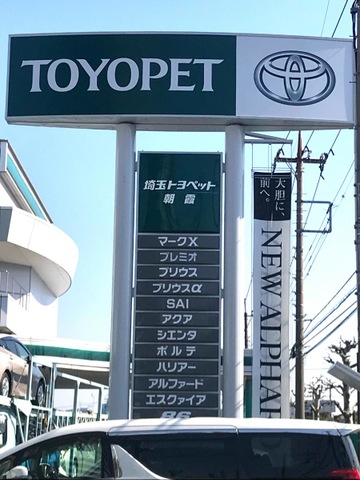 TOYOPET
埼玉トヨペット
朝霞
マークX
プレミオ
プリウス
プリウスα
SAI
アクア
シエンタ
ポルテ
ハリアー
アルファード
エスクァイア
86
大胆に、
前へ。
NEW ALPHARD